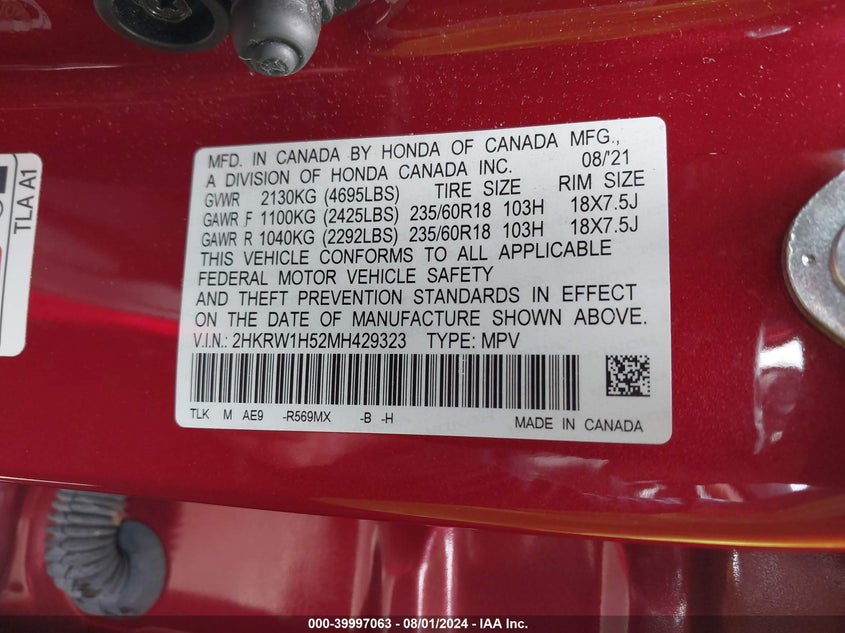 TLA A1
MFD. IN CANADA BY HONDA OF CANADA MFG.,
A DIVISION OF HONDA CANADA INC. 08/'21
GVWR 2130KG (4695LBS) TIRE SIZE RIM SIZE
GAWR F 1100KG (2425LBS) 235/60R18 103H 18X7.5J
GAWR R 1040KG (2292LBS) 235/60R18 103H 18X7.5J
THIS VEHICLE CONFORMS TO ALL APPLICABLE
FEDERAL MOTOR VEHICLE SAFETY
AND THEFT PREVENTION STANDARDS IN EFFECT
ON THE DATE OF MANUFACTURE SHOWN ABOVE.
V.I.N.: 2HKRW1H52MH429323 TYPE: MPV
TLK M AE9 -R569MX -B -H MADE IN CANADA
000-39997063 - 08/01/2024 - IAA Inc.